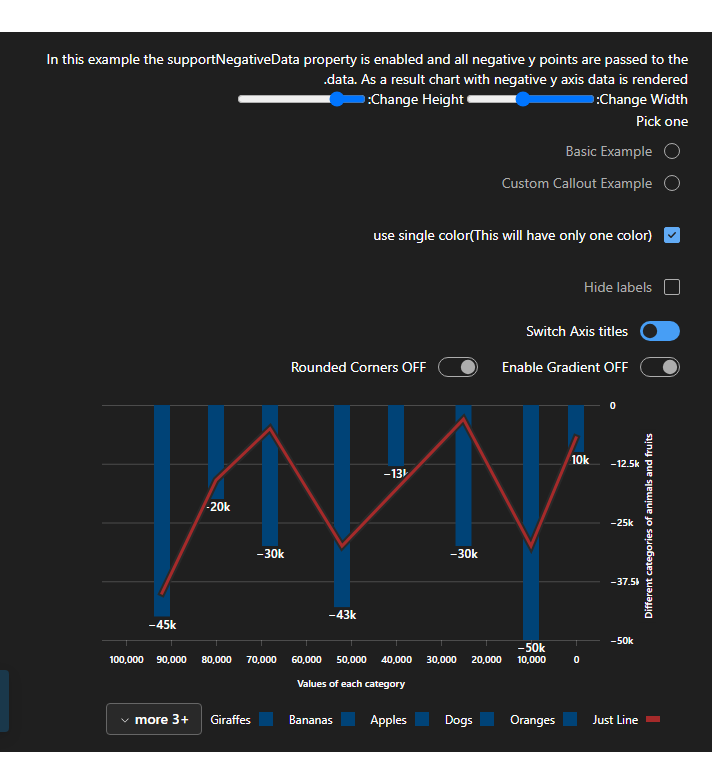 In this example the supportNegativeData property is enabled and all negative y points are passed to the
.data. As a result chart with negative y axis data is rendered
:Change Height :Change Width
Pick one
Basic Example
Custom Callout Example
use single color(This will have only one color)
Hide labels
Switch Axis titles
Rounded Corners OFF Enable Gradient OFF
0
10k
−12.5k
−13k
-20k
−25k
−30k
−30k
−37.5k
−43k
−45k
−50k
−50k
Different categories of animals and fruits
100,000 90,000 80,000 70,000 60,000 50,000 40,000 30,000 20,000 10,000 0
Values of each category
more 3+ Giraffes Bananas Apples Dogs Oranges Just Line